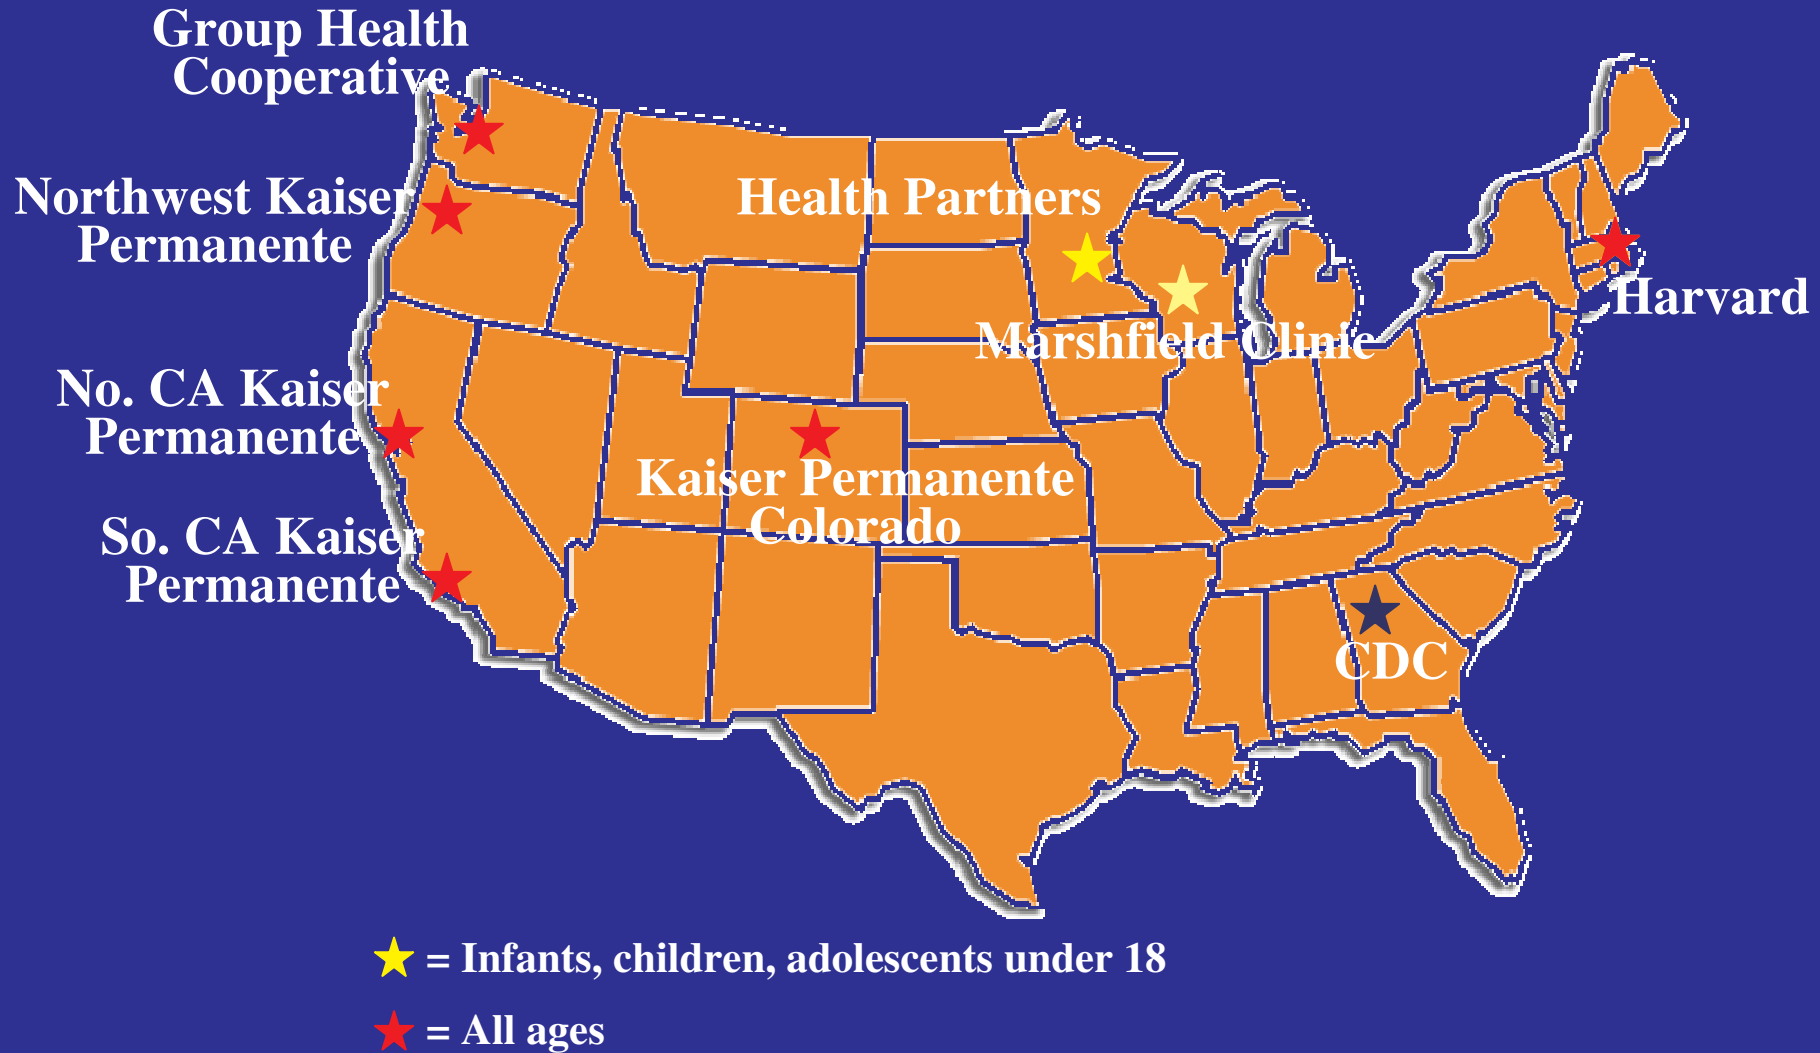 Group Health
Cooperative
Northwest Kaiser
Permanente
Health Partners
Harvard
Marshfield Clinic
No. CA Kaiser
Permanente
Kaiser Permanente
Colorado
So. CA Kaiser
Permanente
CDC
= Infants, children, adolescents under 18
= All ages